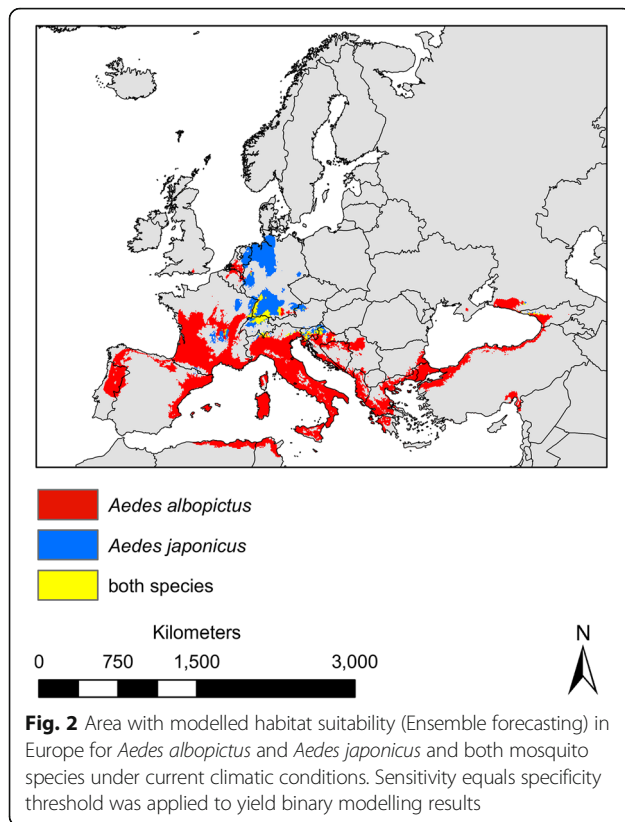 Aedes albopictus
Aedes japonicus
both species
Kilometers
0 750 1,500 3,000
N
Fig. 2 Area with modelled habitat suitability (Ensemble forecasting) in
Europe for Aedes albopictus and Aedes japonicus and both mosquito
species under current climatic conditions. Sensitivity equals specificity
threshold was applied to yield binary modelling results